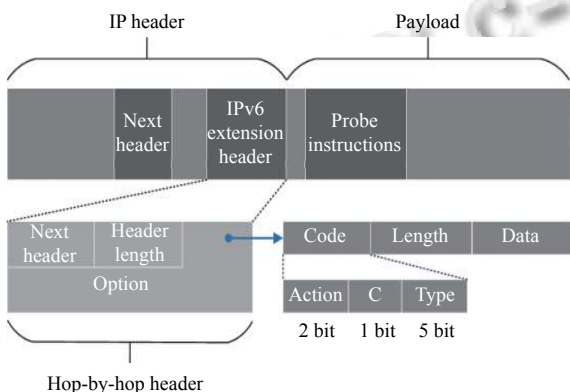 IP header
Payload
Next
header
IPv6
extension
header
Probe
instructions
Next
header
Header
length
Option
Code
Length
Data
Action
C
Type
2 bit
1 bit
5 bit
Hop-by-hop header